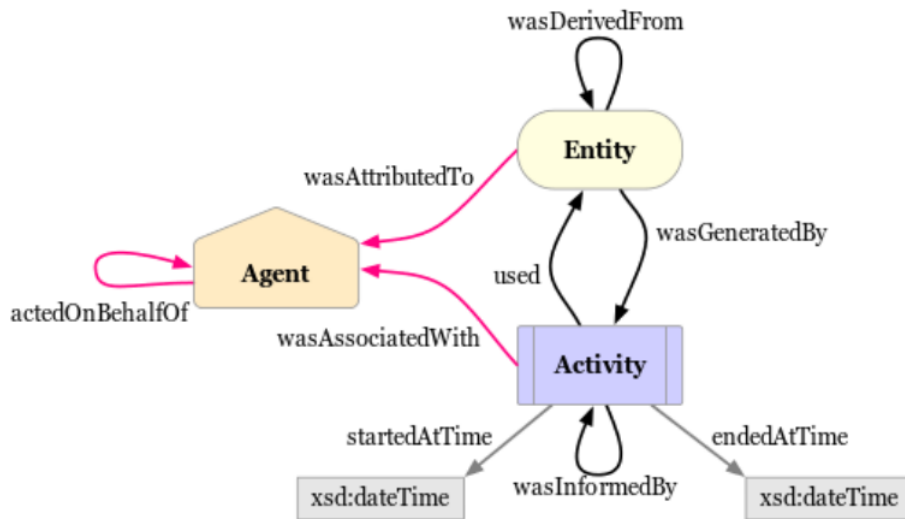 wasDerivedFrom
Entity
wasAttributedTo
wasGeneratedBy
Agent
used
actedOnBehalfOf
wasAssociatedWith
Activity
startedAtTime
endedAtTime
wasInformedBy
xsd:dateTime
xsd:dateTime